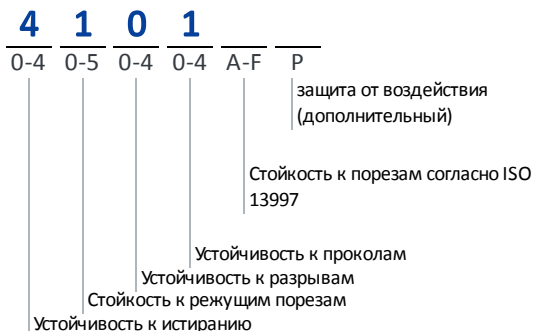 4 1 0 1
0-4 0-5 0-4 0-4 A-F P
защита от воздействия
(дополнительный)
Стойкость к порезам согласно ISO
13997
Устойчивость к проколам
Устойчивость к разрывам
Стойкость к режущим порезам
Устойчивость к истиранию